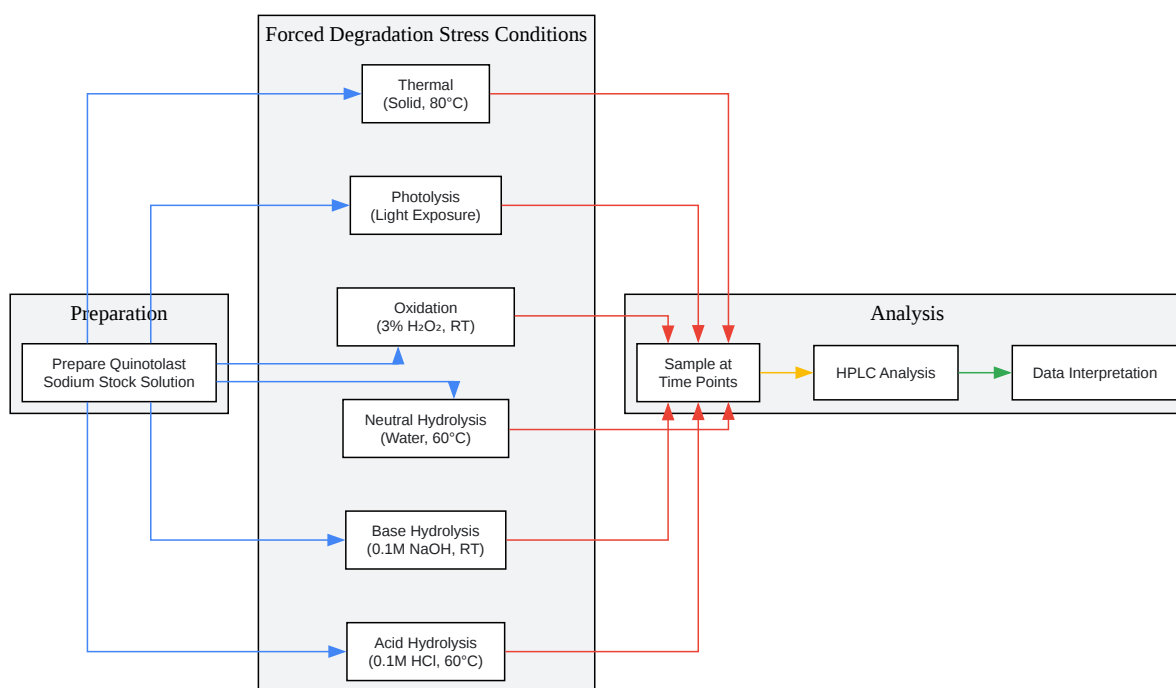 Forced Degradation Stress Conditions
Thermal
(Solid, 80°C)
Photolysis
(Light Exposure)
Oxidation
(3% H₂O₂, RT)
Neutral Hydrolysis
(Water, 60°C)
Base Hydrolysis
(0.1M NaOH, RT)
Acid Hydrolysis
(0.1M HCl, 60°C)
Preparation
Prepare Quinotolast
Sodium Stock Solution
Analysis
Sample at
Time Points
HPLC Analysis
Data Interpretation